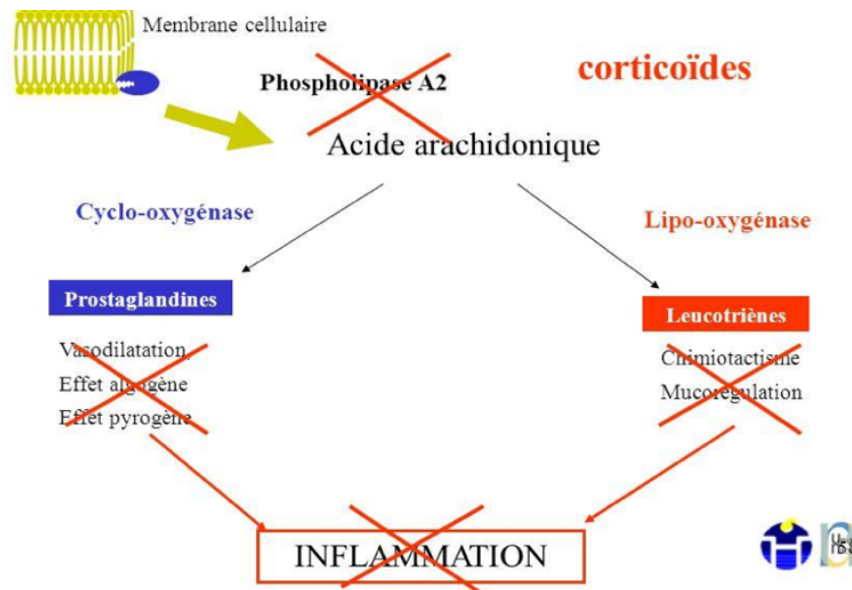 Membrane cellulaire
corticoïdes
Phospholipase A2
Acide arachidonique
Cyclo-oxygénase
Lipo-oxygénase
Prostaglandines
Leucotriènes
Vasodilatation
Effet algogène
Effet pyrogène
Chimiotactisme
Mucorégulation
INFLAMMATION